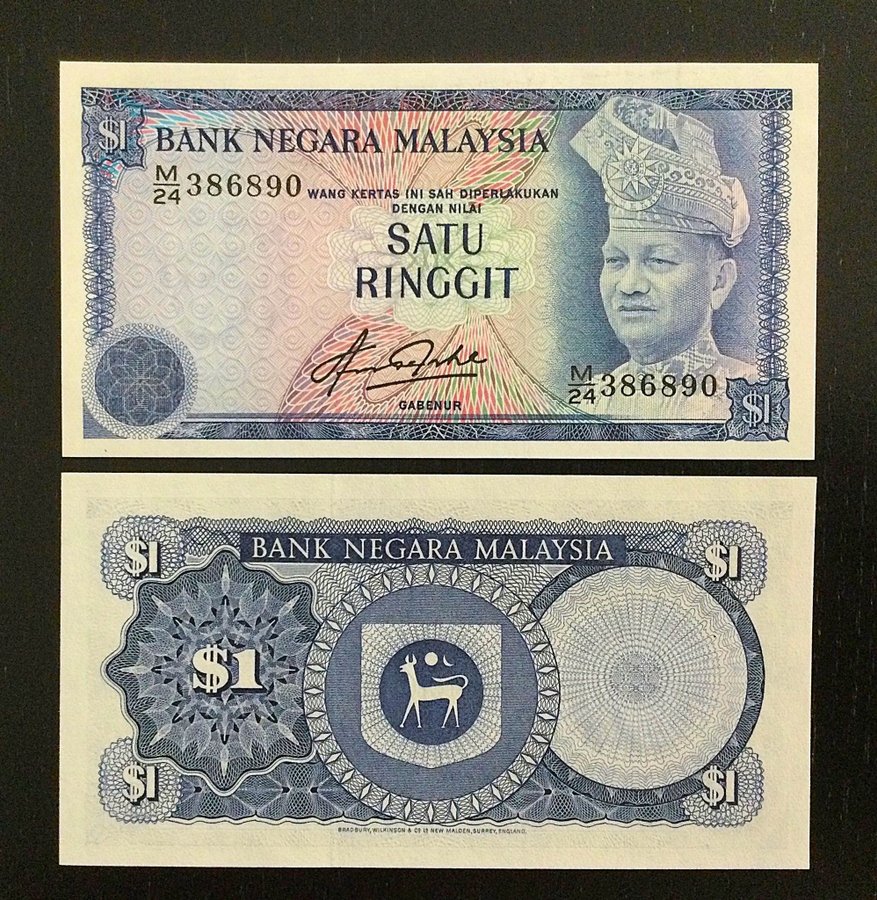 $1
BANK NEGARA MALAYSIA
M/24 386890
WANG KERTAS INI SAH DIPERLAKUKAN
DENGAN NILAI
SATU
RINGGIT
GABENUR
M/24 386890
$1
BANK NEGARA MALAYSIA
$1
$1
$1
$1
$1
BRADBURY, WILKINSON & Cº Lᴰ NEW MALDEN, SURREY, ENGLAND.